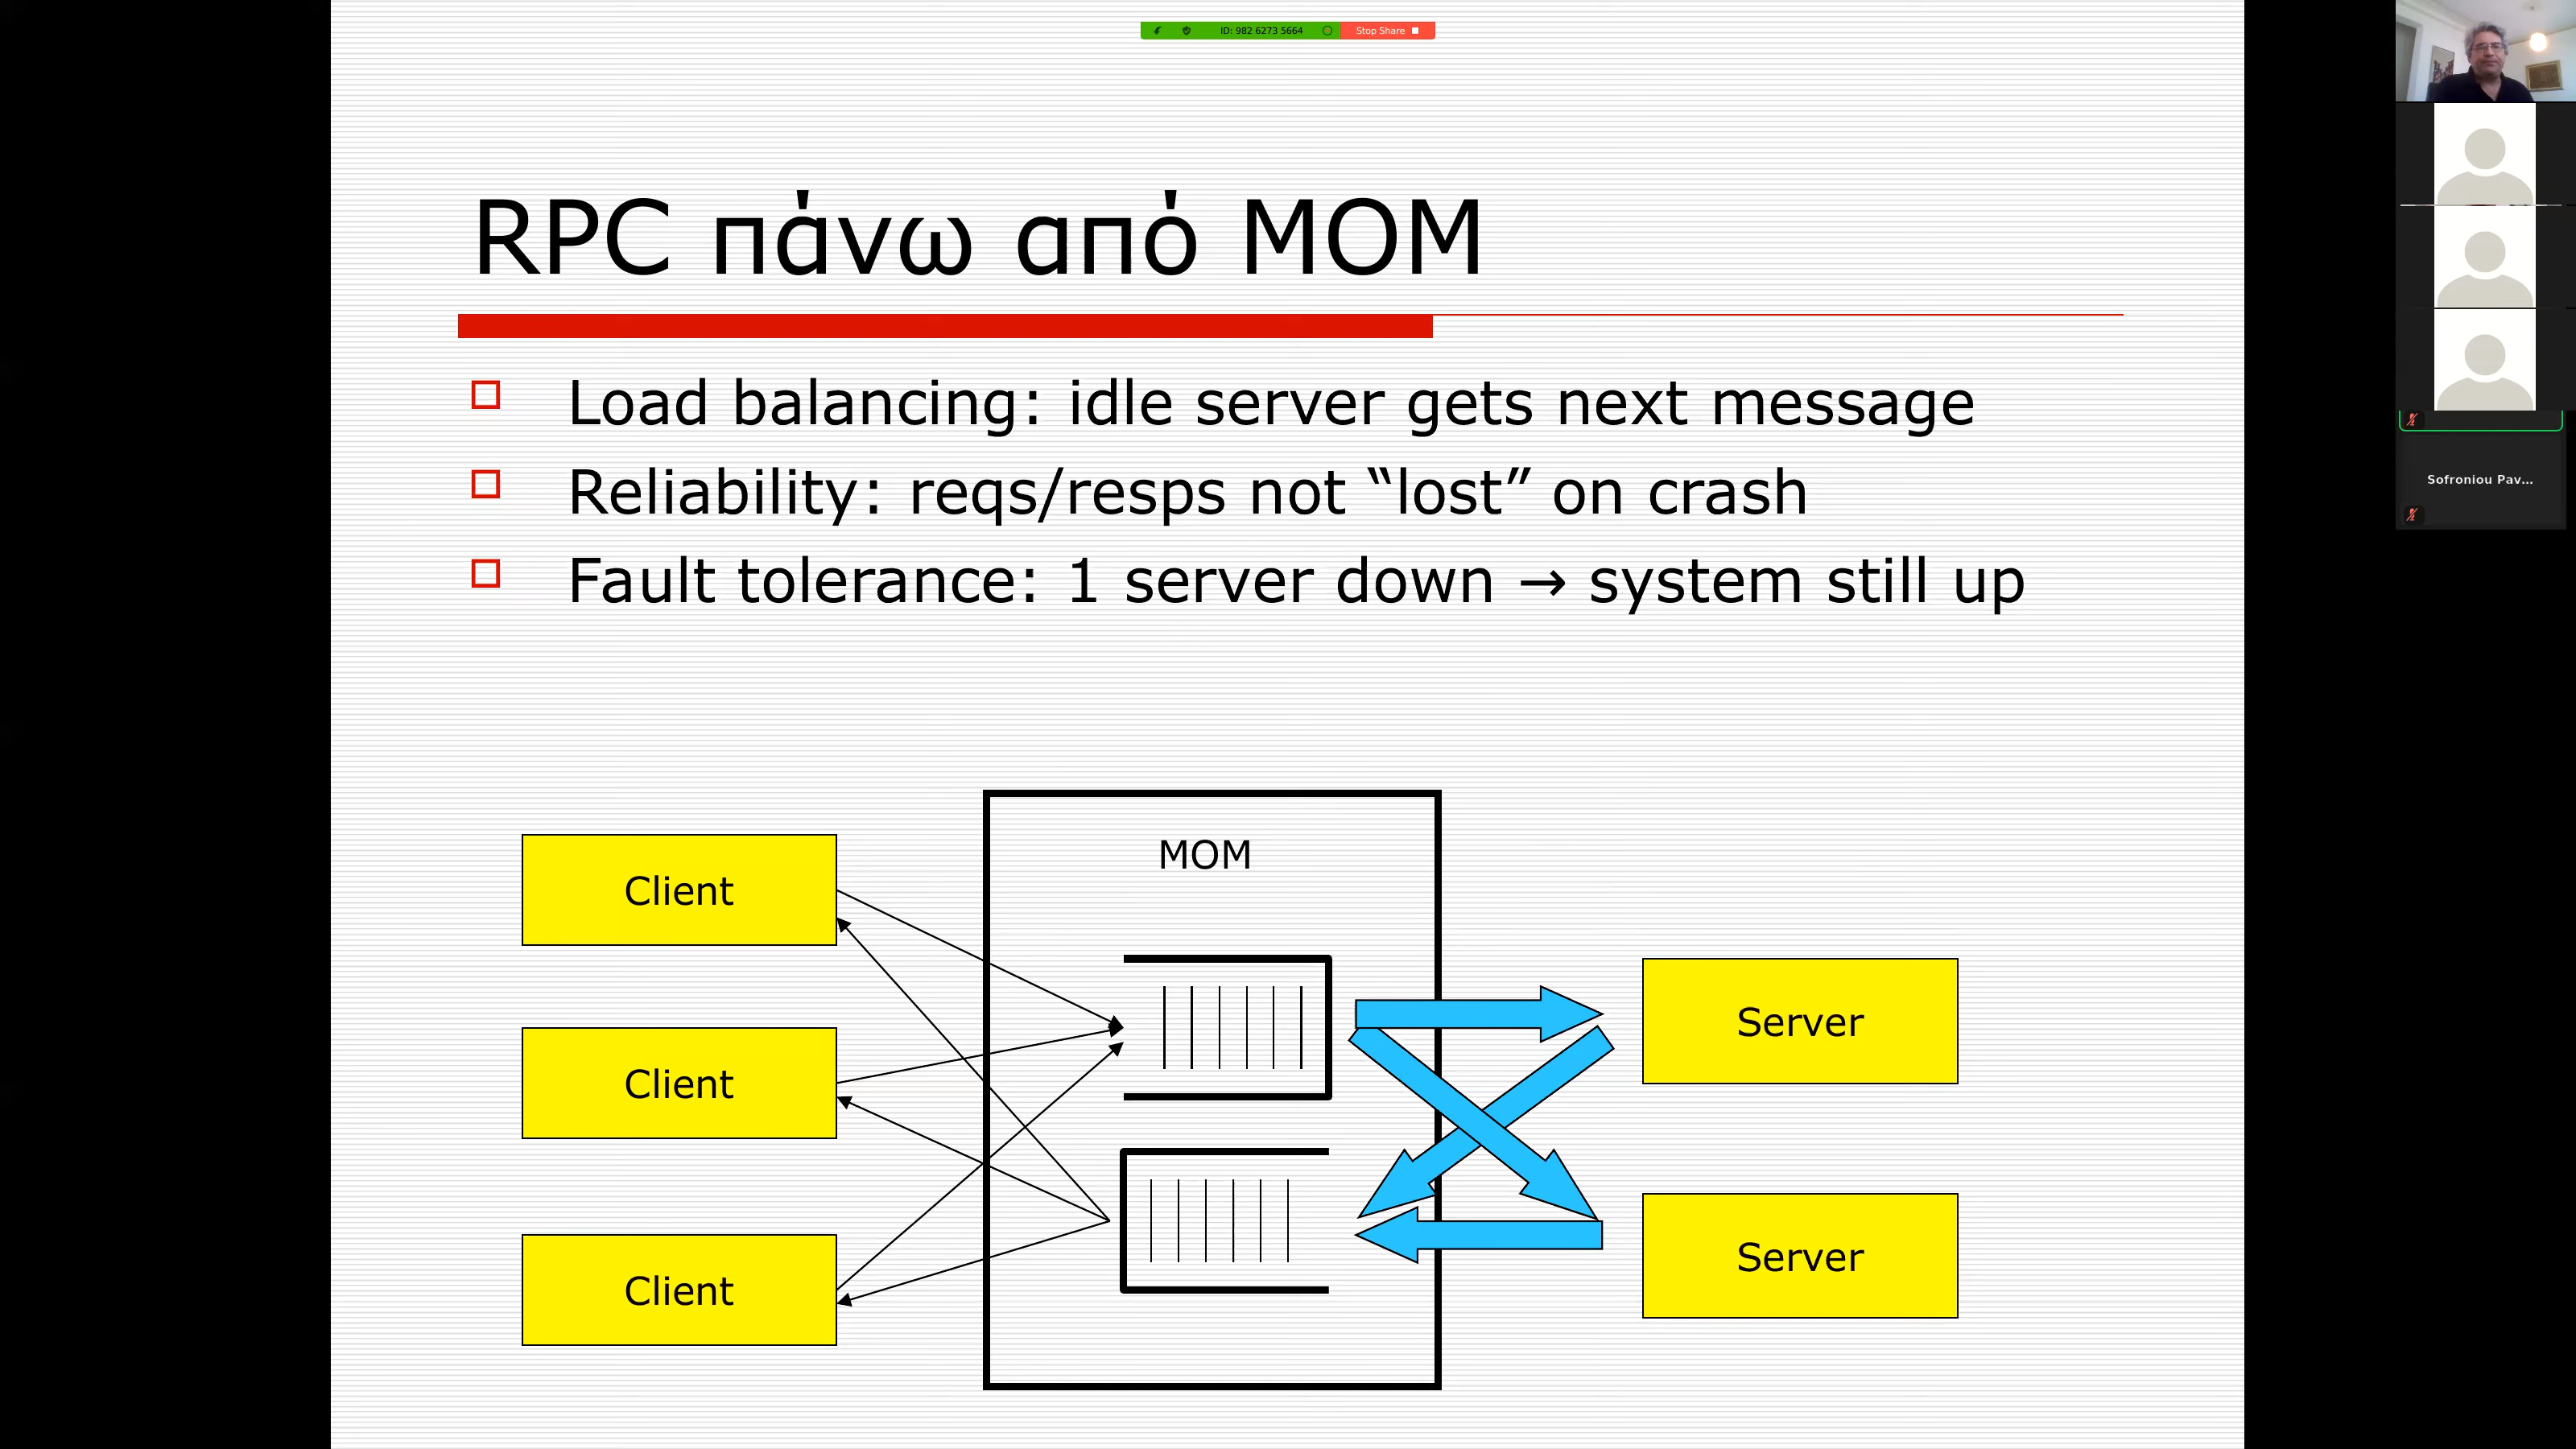 ID: 982 6273 5664
Stop Share
RPC πάνω από MOM
Load balancing: idle server gets next message
Reliability: reqs/resps not “lost” on crash
Fault tolerance: 1 server down → system still up
MOM
Client
Client
Client
Server
Server
Sofroniou Pav...